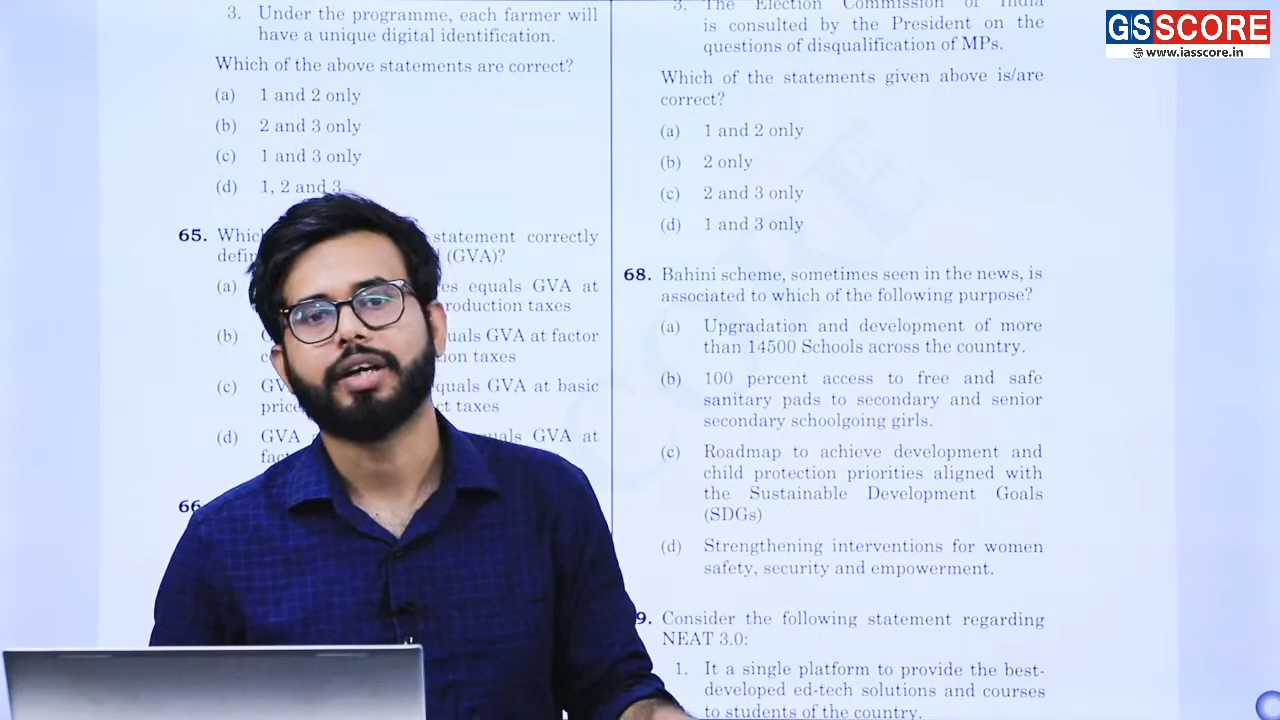 3. Under the programme, each farmer will
have a unique digital identification.
Which of the above statements are correct?
(a) 1 and 2 only
(b) 2 and 3 only
(c) 1 and 3 only
(d) 1, 2 and 3
65. Which statement correctly
(GVA)?
(a) equals GVA at
production taxes
(b) equals GVA at factor
taxes
(c) equals GVA at basic
taxes
(d) GVA equals GVA at
66.
3. The Election Commission of India
is consulted by the President on the
questions of disqualification of MPs.
Which of the statements given above is/are
correct?
(a) 1 and 2 only
(b) 2 only
(c) 2 and 3 only
(d) 1 and 3 only
68. Bahini scheme, sometimes seen in the news, is
associated to which of the following purpose?
(a) Upgradation and development of more
than 14500 Schools across the country.
(b) 100 percent access to free and safe
sanitary pads to secondary and senior
secondary schoolgoing girls.
(c) Roadmap to achieve development and
child protection priorities aligned with
the Sustainable Development Goals
(SDGs)
(d) Strengthening interventions for women
safety, security and empowerment.
9. Consider the following statement regarding
NEAT 3.0:
1. It a single platform to provide the best-
developed ed-tech solutions and courses
to students of the country.
GSSCORE
www.iasscore.in